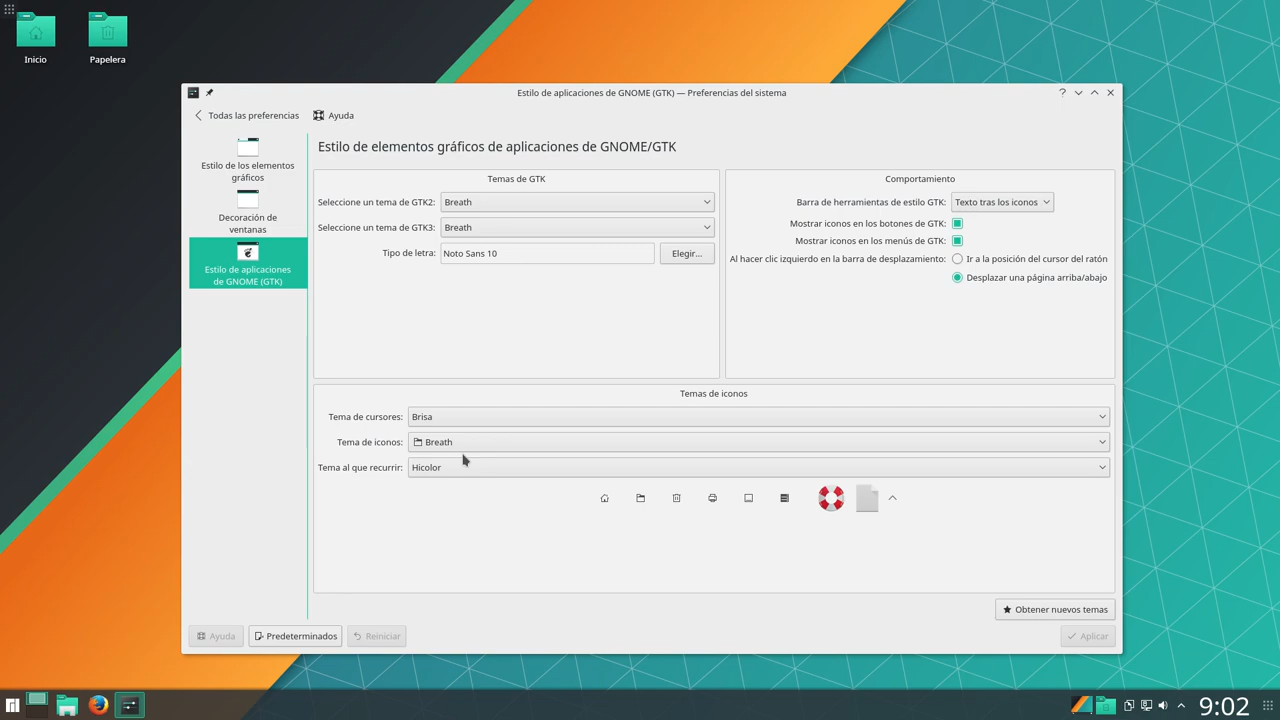 Inicio
Papelera
Estilo de aplicaciones de GNOME (GTK) — Preferencias del sistema
Todas las preferencias
Ayuda
Estilo de los elementos
gráficos
Decoración de
ventanas
Estilo de aplicaciones
de GNOME (GTK)
Estilo de elementos gráficos de aplicaciones de GNOME/GTK
Temas de GTK
Seleccione un tema de GTK2: Breath
Seleccione un tema de GTK3: Breath
Tipo de letra: Noto Sans 10 Elegir...
Comportamiento
Barra de herramientas de estilo GTK: Texto tras los iconos
Mostrar iconos en los botones de GTK:
Mostrar iconos en los menús de GTK:
Al hacer clic izquierdo en la barra de desplazamiento: Ir a la posición del cursor del ratón
Desplazar una página arriba/abajo
Temas de iconos
Tema de cursores: Brisa
Tema de iconos: Breath
Tema al que recurrir: Hicolor
Obtener nuevos temas
Ayuda Predeterminados Reiniciar Aplicar
9:02